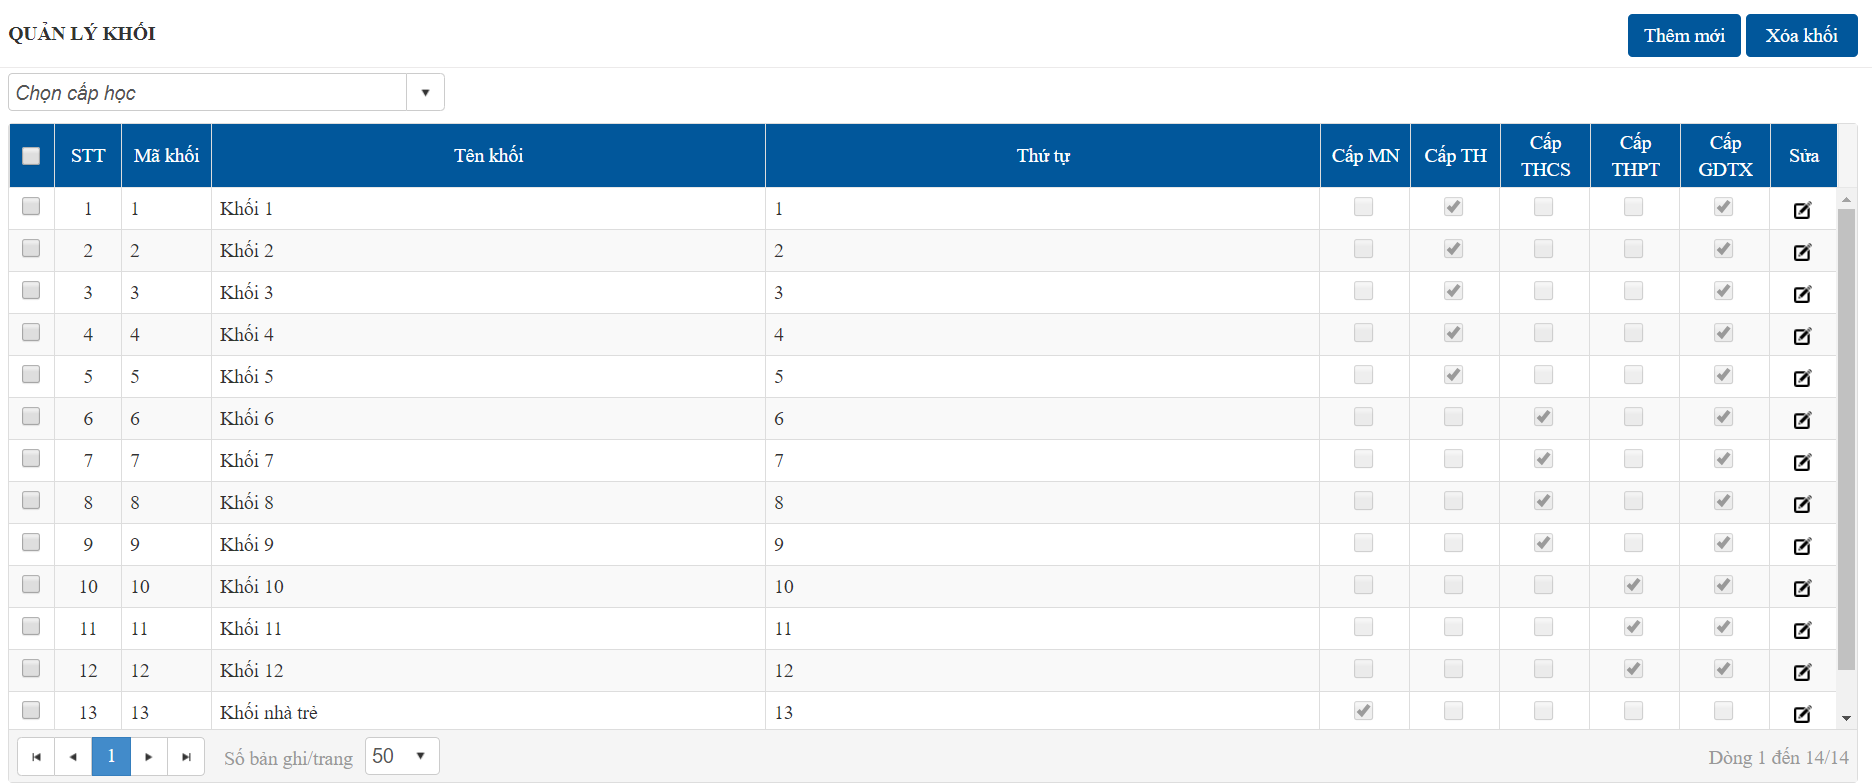 QUẢN LÝ KHỐI
Thêm mới
Xóa khối
Chọn cấp học
STT Mã khối Tên khối Thứ tự Cấp MN Cấp TH Cấp THCS Cấp THPT Cấp GDTX Sửa
1 1 Khối 1 1
2 2 Khối 2 2
3 3 Khối 3 3
4 4 Khối 4 4
5 5 Khối 5 5
6 6 Khối 6 6
7 7 Khối 7 7
8 8 Khối 8 8
9 9 Khối 9 9
10 10 Khối 10 10
11 11 Khối 11 11
12 12 Khối 12 12
13 13 Khối nhà trẻ 13
1 Số bản ghi/trang 50 Dòng 1 đến 14/14